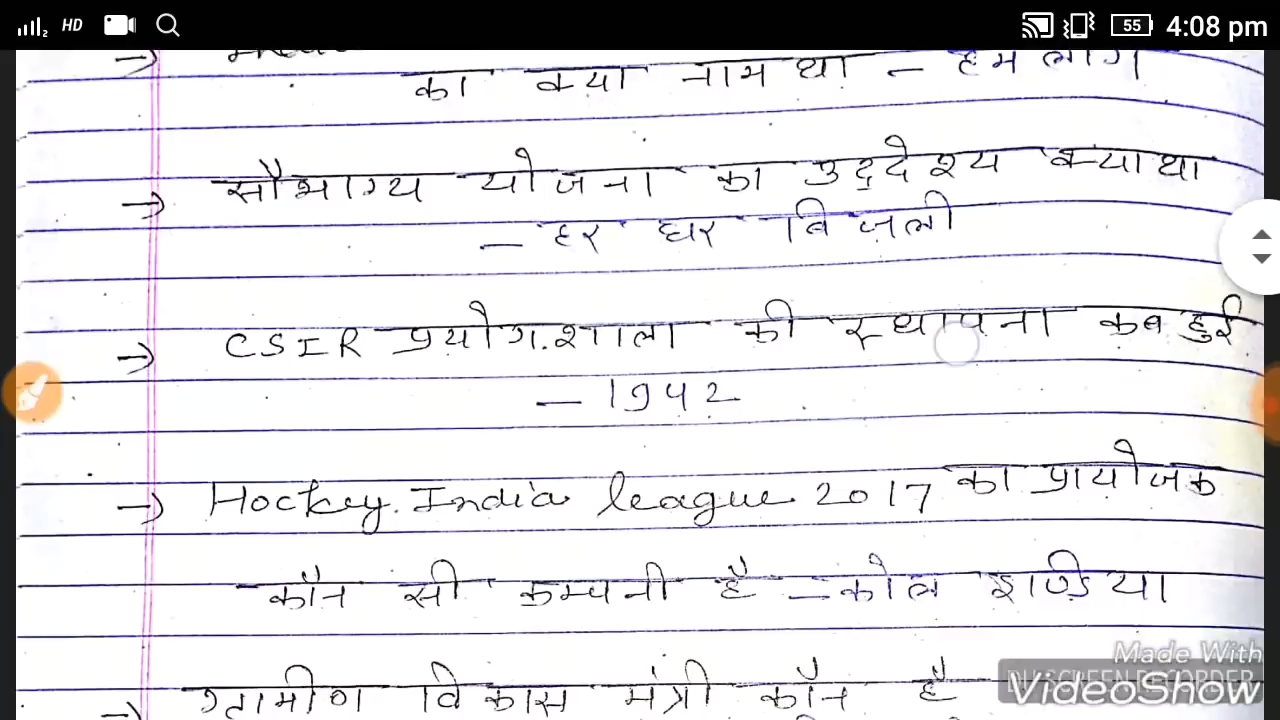 HD 55 4:08 pm
का क्या नाम था – हम लोग
→ सौभाग्य योजना का उद्देश्य क्या था
– हर घर बिजली
→ CSIR प्रयोगशाला की स्थापना कब हुई
– 1942
→ Hockey India league 2017 का प्रायोजक
कौन सी कम्पनी है – कोल इण्डिया
→ ग्रामीण विकास मंत्री कौन है
Made With
VideoShow